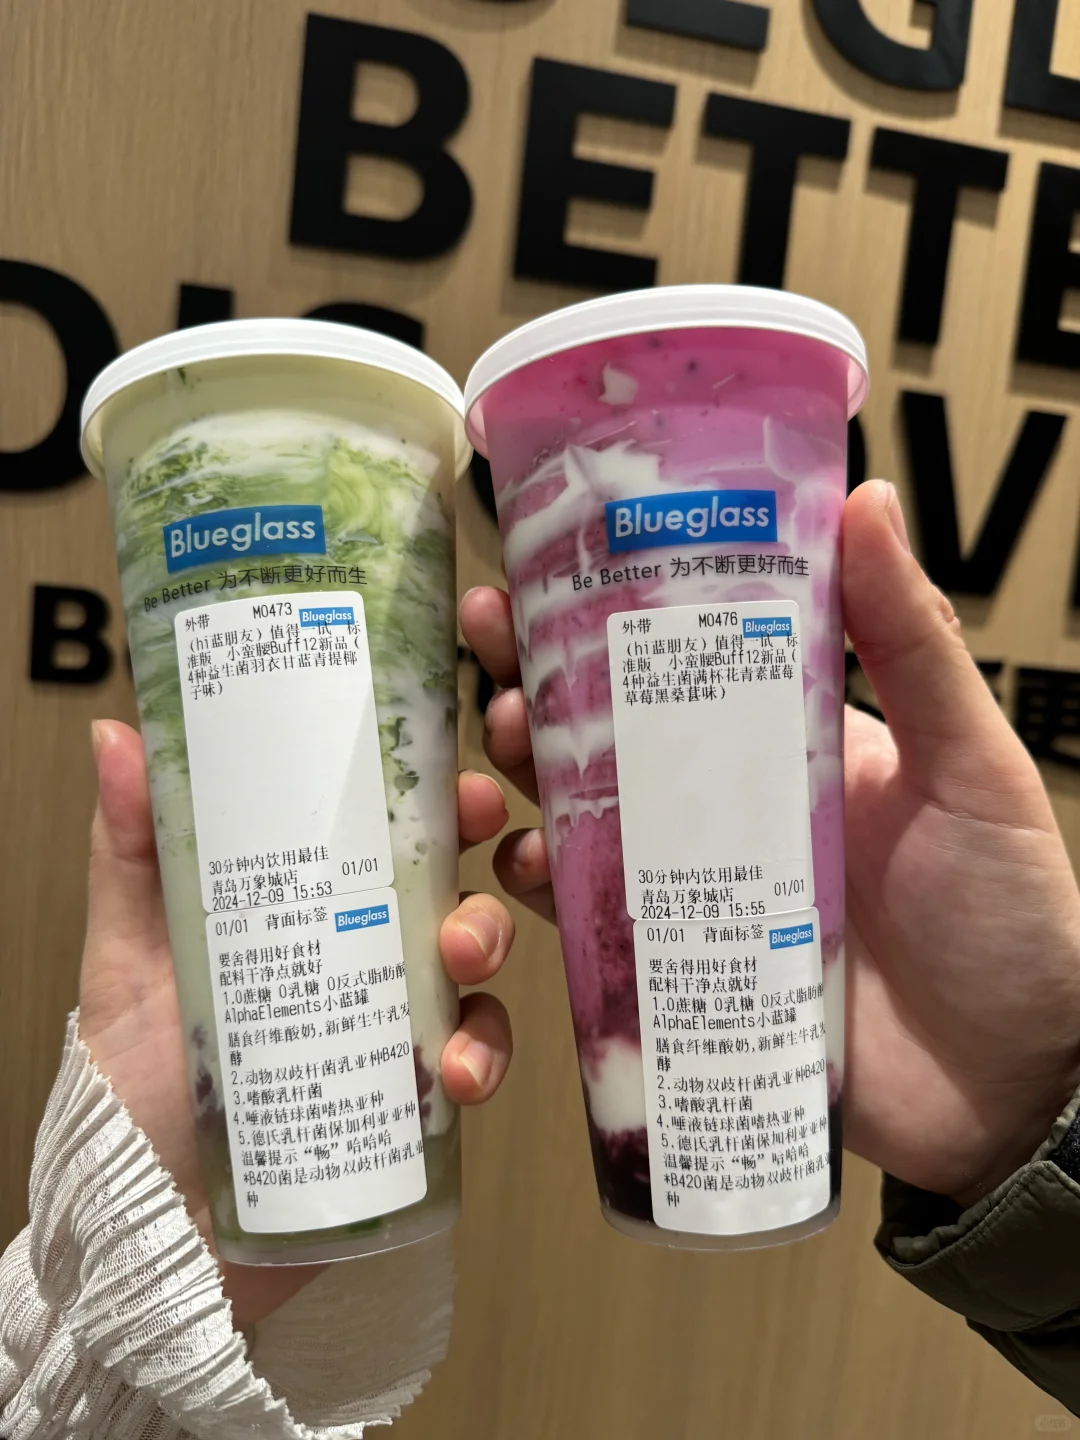 BETTE
Blueglass
Be Better 为不断更好而生
外带 M0473 Blueglass
(hi蓝朋友) 值得一试 标
准版 小蛮腰Buff12新品 (
4种益生菌羽衣甘蓝青提椰
子味)
30分钟内饮用最佳
青岛万象城店 01/01
2024-12-09 15:53
01/01 背面标签 Blueglass
要舍得用好食材
配料干净点就好
1.0蔗糖 0乳糖 0反式脂肪酸
AlphaElements小蓝罐
膳食纤维酸奶,新鲜生牛乳发
酵
2.动物双歧杆菌乳亚种B420
3.嗜酸乳杆菌
4.唾液链球菌嗜热亚种
5.德氏乳杆菌保加利亚亚种
温馨提示“畅”哈哈哈
*B420菌是动物双歧杆菌乳亚
种
Blueglass
Be Better 为不断更好而生
外带 M0476 Blueglass
(hi蓝朋友) 值得一试 标
准版 小蛮腰Buff12新品 (
4种益生菌满杯花青素蓝莓
草莓黑桑葚味)
30分钟内饮用最佳
青岛万象城店 01/01
2024-12-09 15:55
01/01 背面标签 Blueglass
要舍得用好食材
配料干净点就好
1.0蔗糖 0乳糖 0反式脂肪酸
AlphaElements小蓝罐
膳食纤维酸奶,新鲜生牛乳发
酵
2.动物双歧杆菌乳亚种B420
3.嗜酸乳杆菌
4.唾液链球菌嗜热亚种
5.德氏乳杆菌保加利亚亚种
温馨提示“畅”哈哈哈
*B420菌是动物双歧杆菌乳亚
种